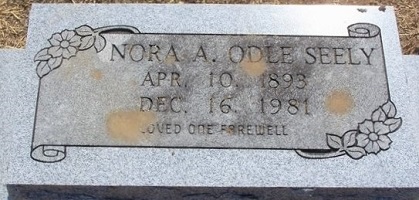 NORA A. ODLE SEELY
APR. 10. 1893
DEC. 16. 1981
LOVED ONE FAREWELL